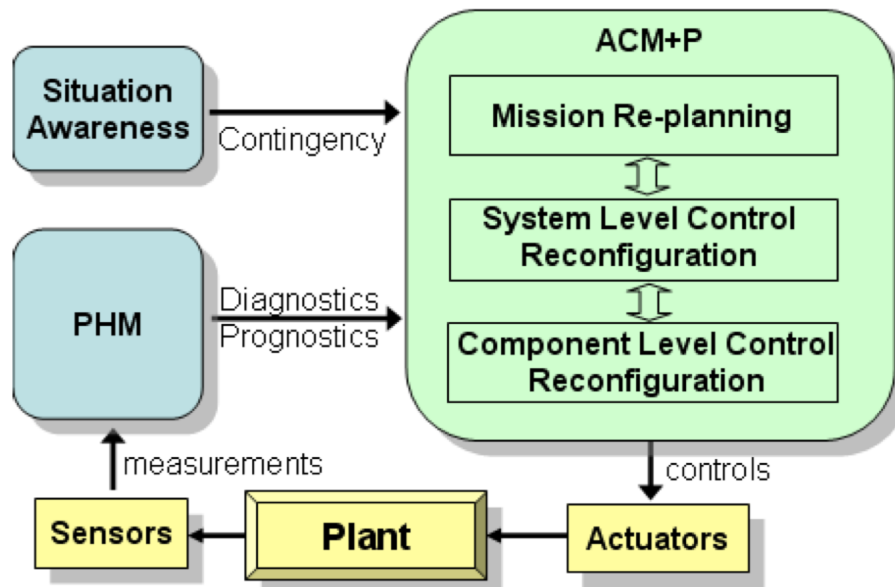 Situation
Awareness
Contingency
ACM+P
Mission Re-planning
System Level Control
Reconfiguration
Component Level Control
Reconfiguration
PHM
Diagnostics
Prognostics
measurements
controls
Sensors
Plant
Actuators